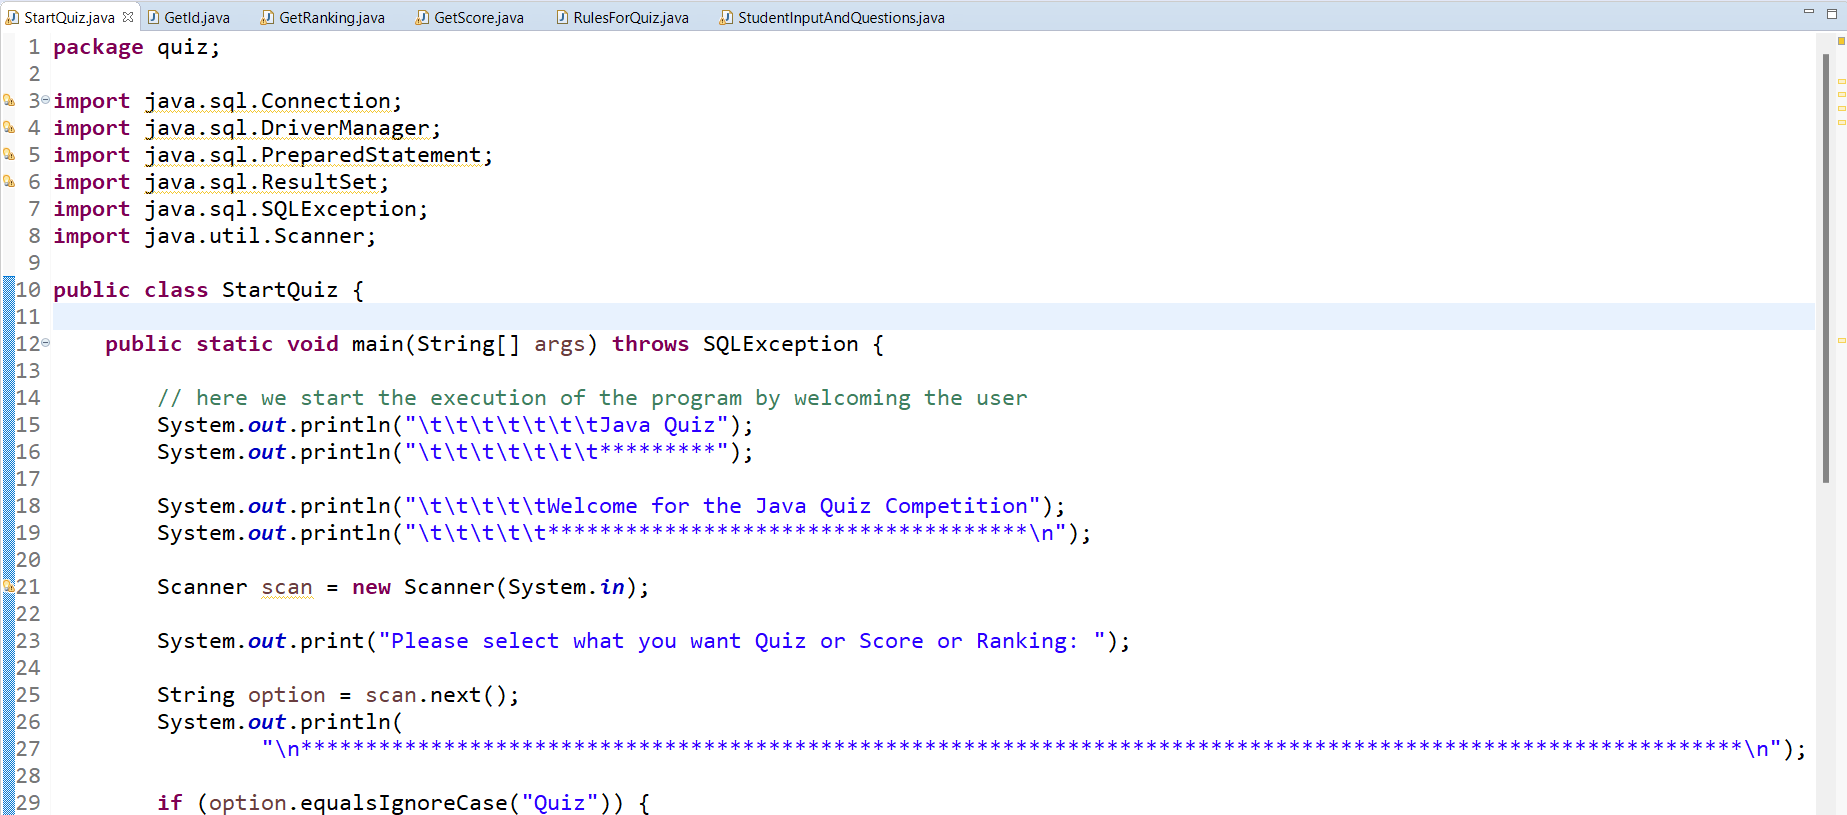 StartQuiz.java GetId.java GetRanking.java GetScore.java RulesForQuiz.java StudentInputAndQuestions.java
1 package quiz;
2
3 import java.sql.Connection;
4 import java.sql.DriverManager;
5 import java.sql.PreparedStatement;
6 import java.sql.ResultSet;
7 import java.sql.SQLException;
8 import java.util.Scanner;
9
10 public class StartQuiz {
11
12 public static void main(String[] args) throws SQLException {
13
14 // here we start the execution of the program by welcoming the user
15 System.out.println("\t\t\t\t\t\t\tJava Quiz");
16 System.out.println("\t\t\t\t\t\t\t*********");
17
18 System.out.println("\t\t\t\t\tWelcome for the Java Quiz Competition");
19 System.out.println("\t\t\t\t\t*************************************\n");
20
21 Scanner scan = new Scanner(System.in);
22
23 System.out.print("Please select what you want Quiz or Score or Ranking: ");
24
25 String option = scan.next();
26 System.out.println(
27 "\n***************************************************************************************************************\n");
28
29 if (option.equalsIgnoreCase("Quiz")) {